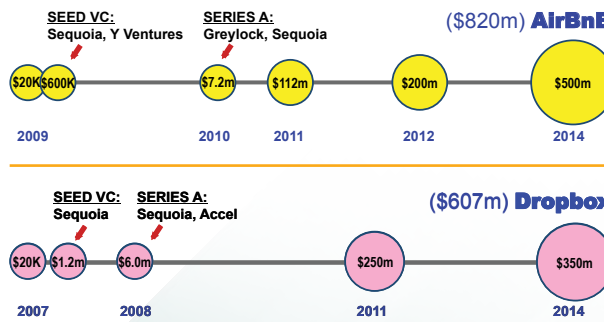 SEED VC:
Sequoia, Y Ventures
SERIES A:
Greylock, Sequoia
($820m) AirBnB
$20K
$600K
$7.2m
$112m
$200m
$500m
2009
2010
2011
2012
2014
SEED VC:
Sequoia
SERIES A:
Sequoia, Accel
($607m) Dropbox
$20K
$1.2m
$6.0m
$250m
$350m
2007
2008
2011
2014